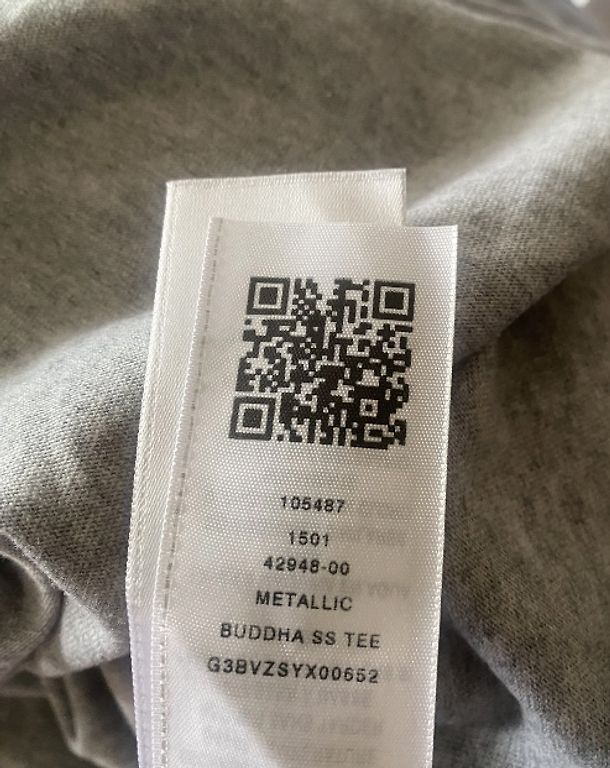 105487
1501
42948-00
METALLIC
BUDDHA SS TEE
G3BVZSYX00652